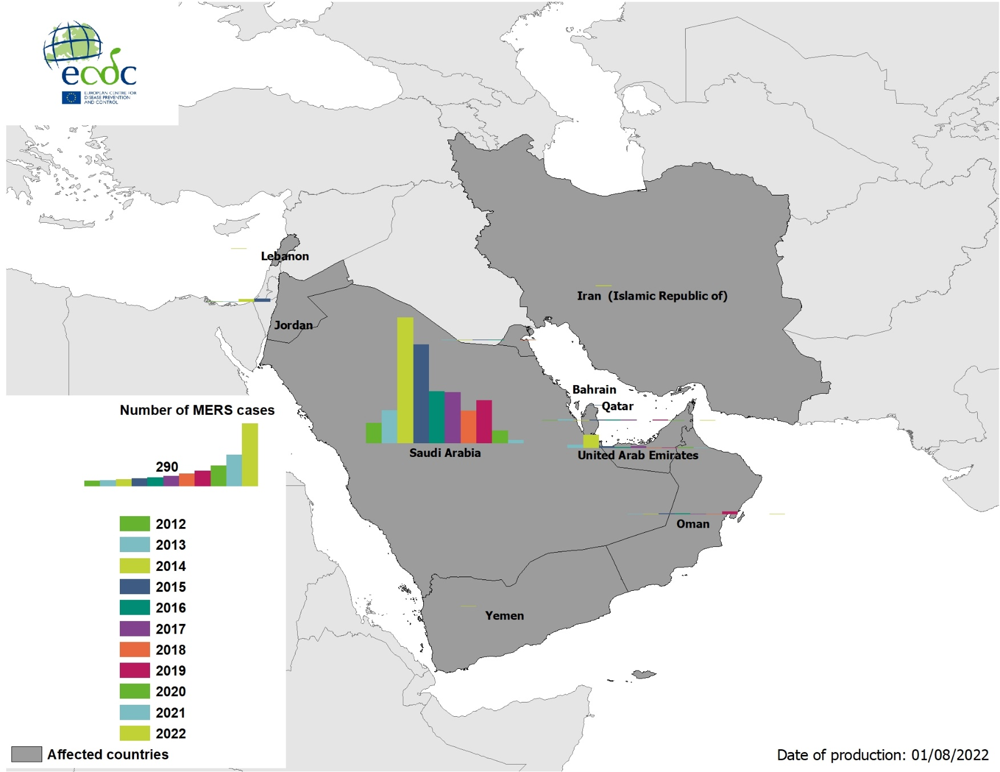 ecdc
EUROPEAN CENTRE FOR
DISEASE PREVENTION
AND CONTROL
Lebanon
Iran (Islamic Republic of)
Jordan
Bahrain
Qatar
Saudi Arabia
United Arab Emirates
Oman
Yemen
Number of MERS cases
290
2012
2013
2014
2015
2016
2017
2018
2019
2020
2021
2022
Affected countries
Date of production: 01/08/2022